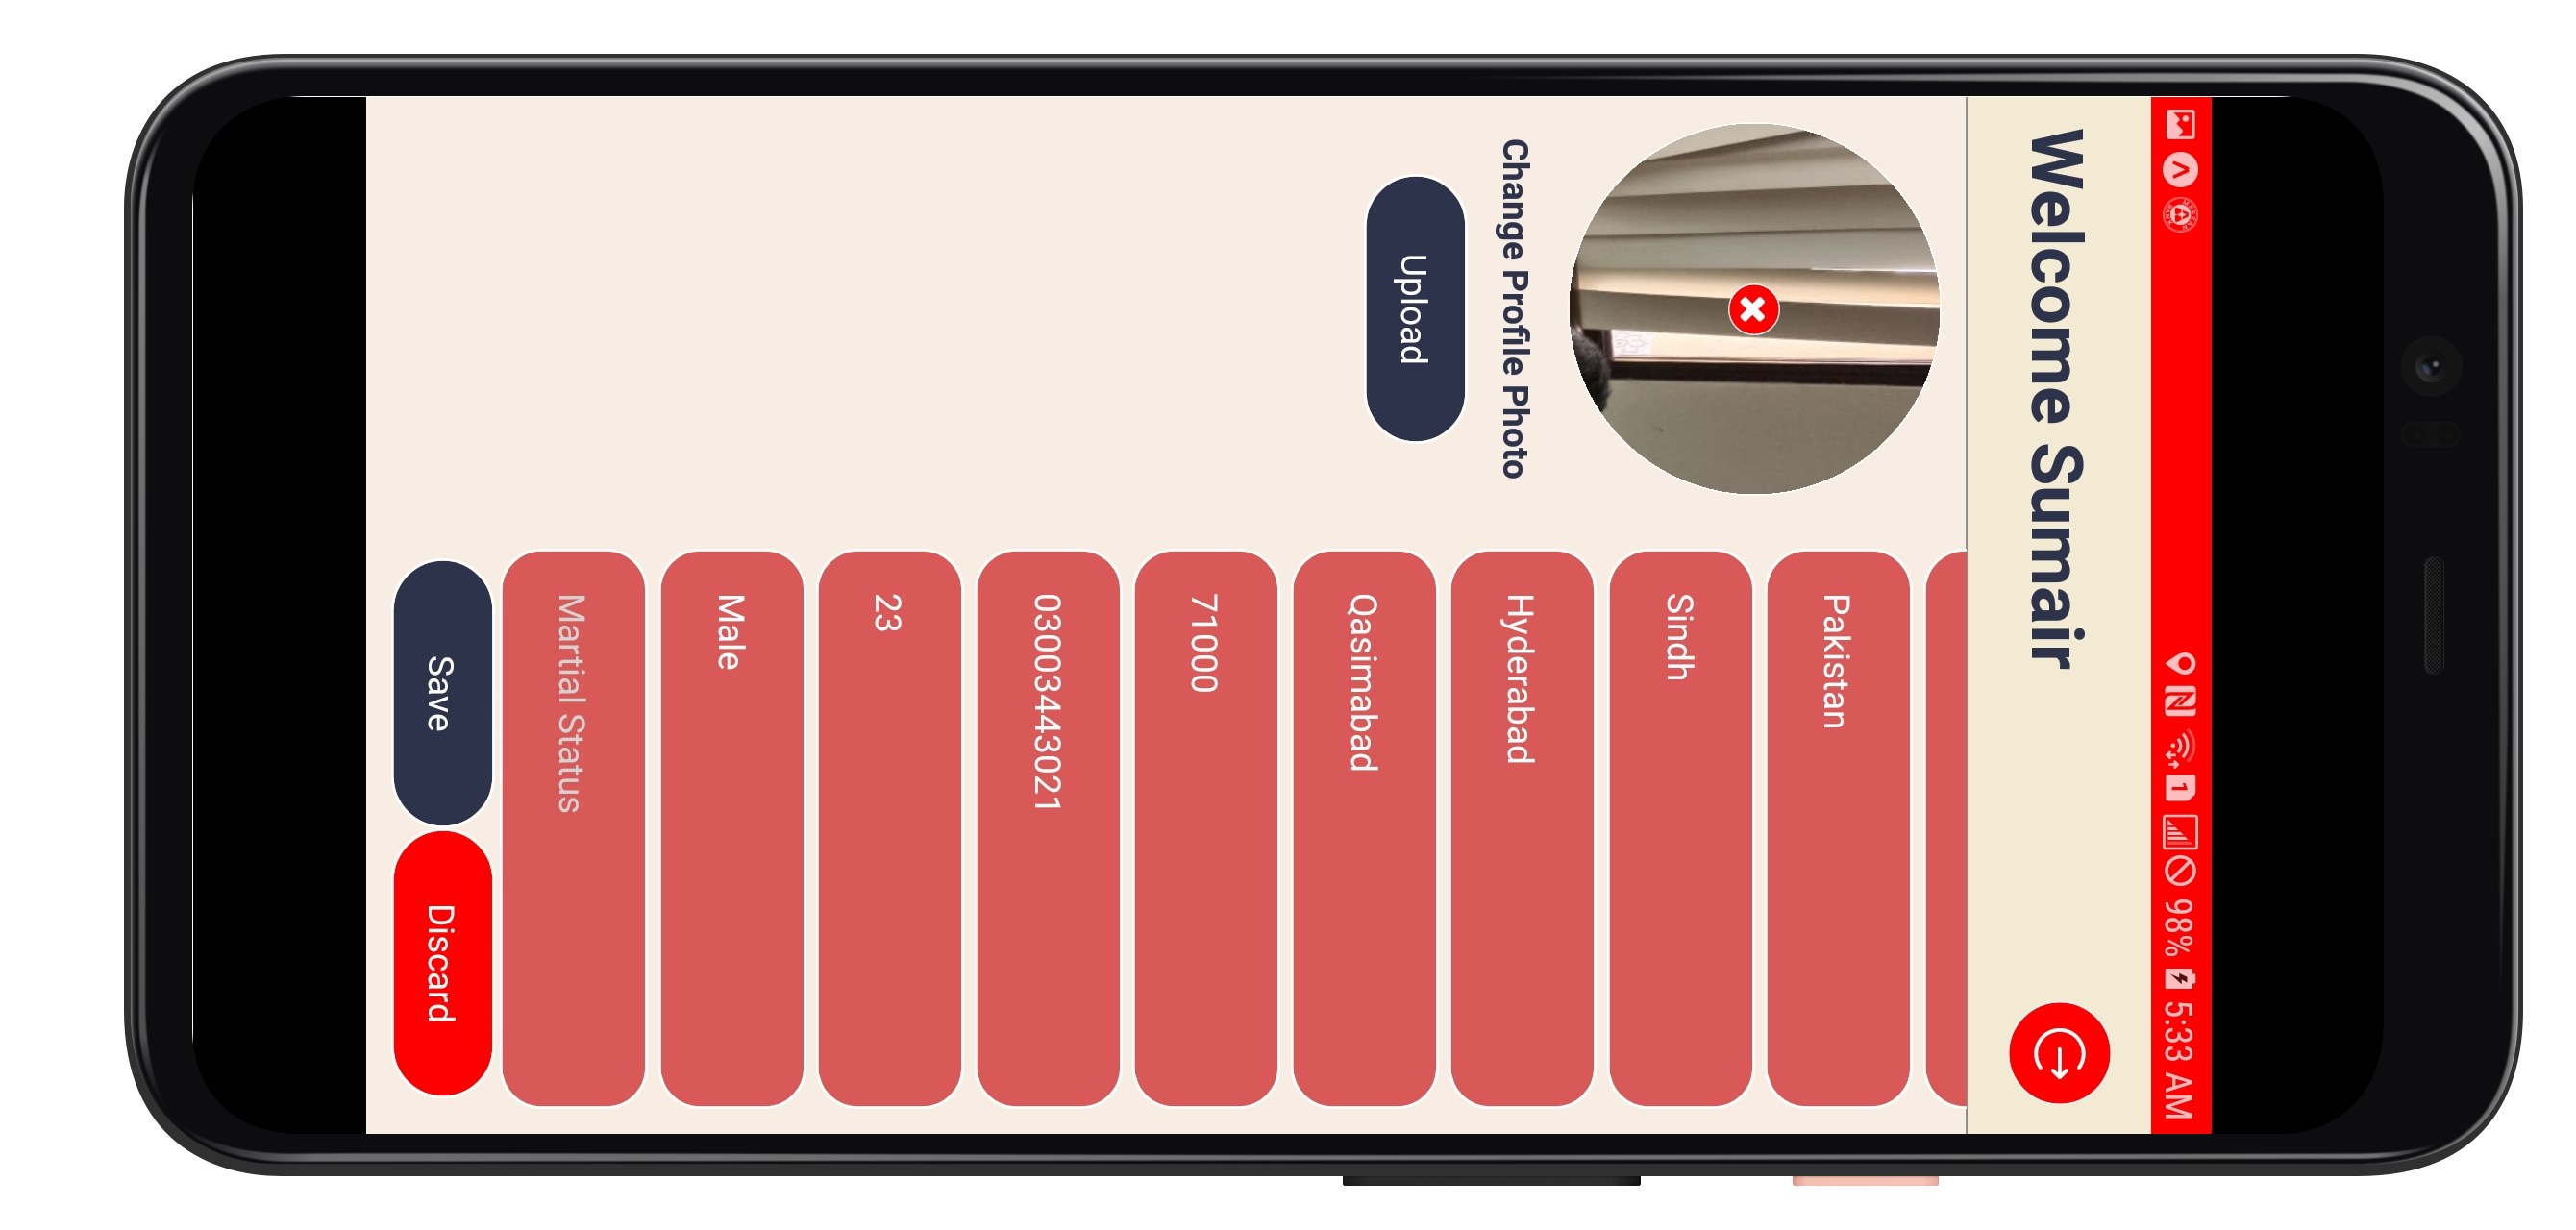 98% 5:33 AM
Welcome Sumair
Change Profile Photo
Upload
Pakistan
Sindh
Hyderabad
Qasimabad
71000
03003443021
23
Male
Martial Status
Save
Discard